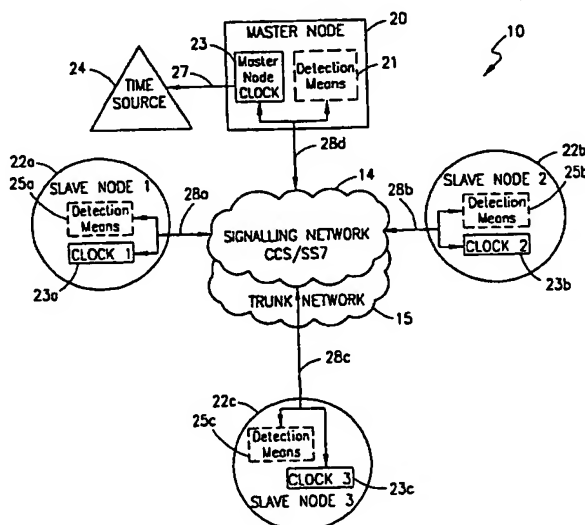 20
10
MASTER NODE
23
24
27
Master
Node
CLOCK
Detection
Means
21
TIME
SOURCE
28d
22a
22b
SLAVE NODE 1
14
SLAVE NODE 2
25a
28a
28b
25b
Detection
Means
Detection
Means
SIGNALLING NETWORK
CCS/SS7
CLOCK 1
CLOCK 2
23a
23b
TRUNK NETWORK
15
28c
22c
25c
Detection
Means
CLOCK 3
23c
SLAVE NODE 3